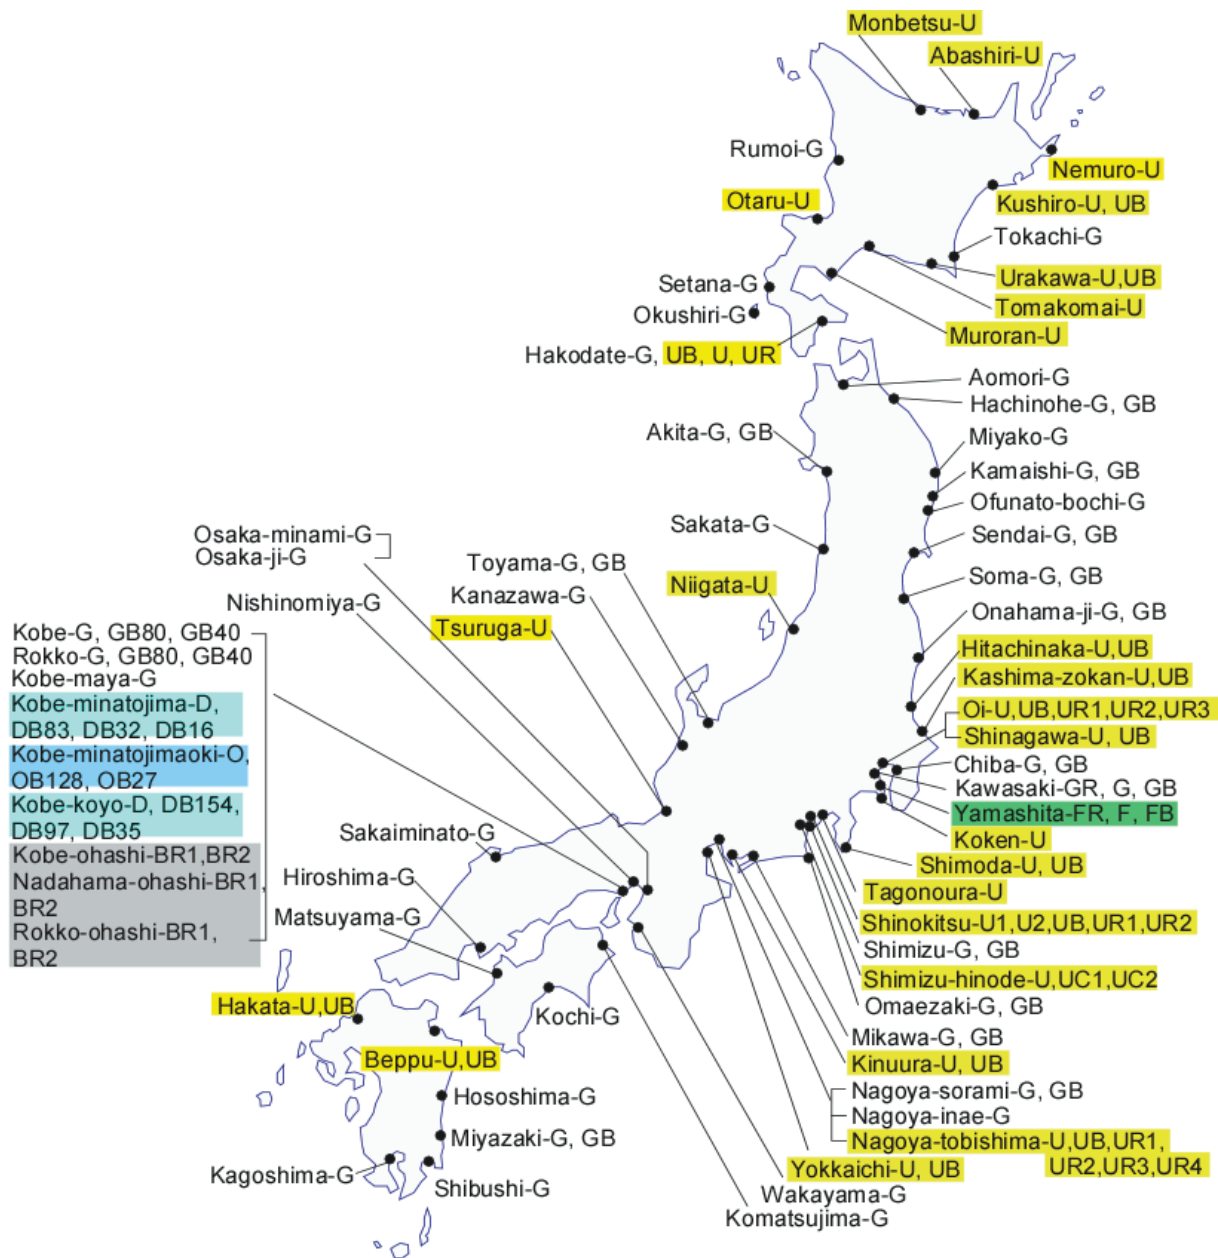 Monbetsu-U
Abashiri-U
Rumoi-G
Nemuro-U
Otaru-U
Kushiro-U, UB
Tokachi-G
Setana-G
Urakawa-U,UB
Okushiri-G
Tomakomai-U
Muroran-U
Hakodate-G, UB, U, UR
Aomori-G
Hachinohe-G, GB
Akita-G, GB
Miyako-G
Kamaishi-G, GB
Ofunato-bochi-G
Sakata-G
Sendai-G, GB
Osaka-minami-G
Osaka-ji-G
Toyama-G, GB
Soma-G, GB
Niigata-U
Kanazawa-G
Nishinomiya-G
Onahama-ji-G, GB
Tsuruga-U
Kobe-G, GB80, GB40
Rokko-G, GB80, GB40
Kobe-maya-G
Kobe-minatojima-D,
DB83, DB32, DB16
Kobe-minatojimaoki-O,
OB128, OB27
Kobe-koyo-D, DB154,
DB97, DB35
Kobe-ohashi-BR1,BR2
Nadahama-ohashi-BR1,
BR2
Rokko-ohashi-BR1,
BR2
Hitachinaka-U,UB
Kashima-zokan-U,UB
Oi-U,UB,UR1,UR2,UR3
Shinagawa-U, UB
Chiba-G, GB
Kawasaki-GR, G, GB
Yamashita-FR, F, FB
Koken-U
Shimoda-U, UB
Tagonoura-U
Shinokitsu-U1,U2,UB,UR1,UR2
Shimizu-G, GB
Shimizu-hinode-U,UC1,UC2
Omaezaki-G, GB
Mikawa-G, GB
Kinuura-U, UB
Nagoya-sorami-G, GB
Nagoya-inae-G
Nagoya-tobishima-U,UB,UR1,
UR2,UR3,UR4
Yokkaichi-U, UB
Wakayama-G
Komatsujima-G
Sakaiminato-G
Hiroshima-G
Matsuyama-G
Hakata-U,UB
Kochi-G
Beppu-U,UB
Hososhima-G
Miyazaki-G, GB
Kagoshima-G
Shibushi-G